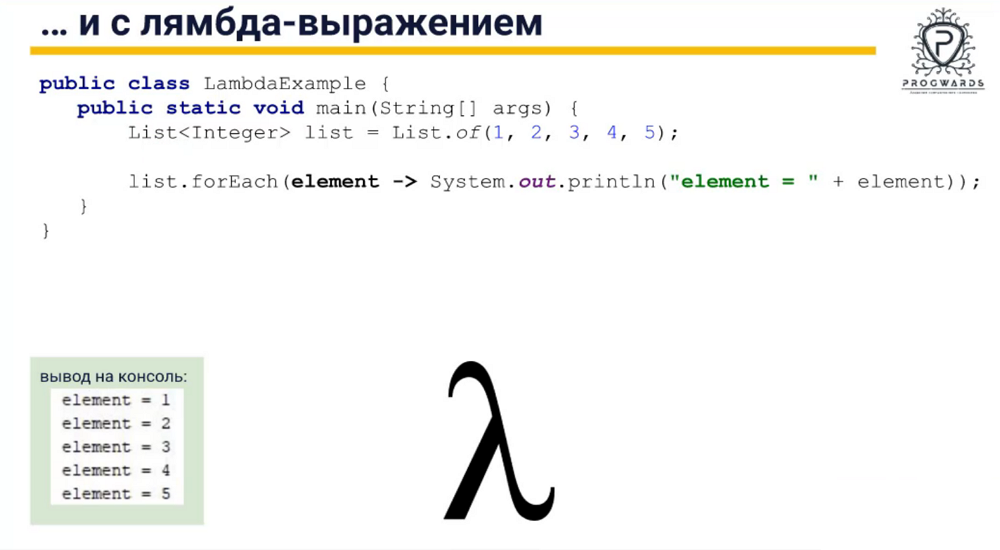 ... и с лямбда-выражением
PROGWARDS
public class LambdaExample {
public static void main(String[] args) {
List<Integer> list = List.of(1, 2, 3, 4, 5);
list.forEach(element -> System.out.println("element = " + element));
}
}
вывод на консоль:
element = 1
element = 2
element = 3
element = 4
element = 5
λ